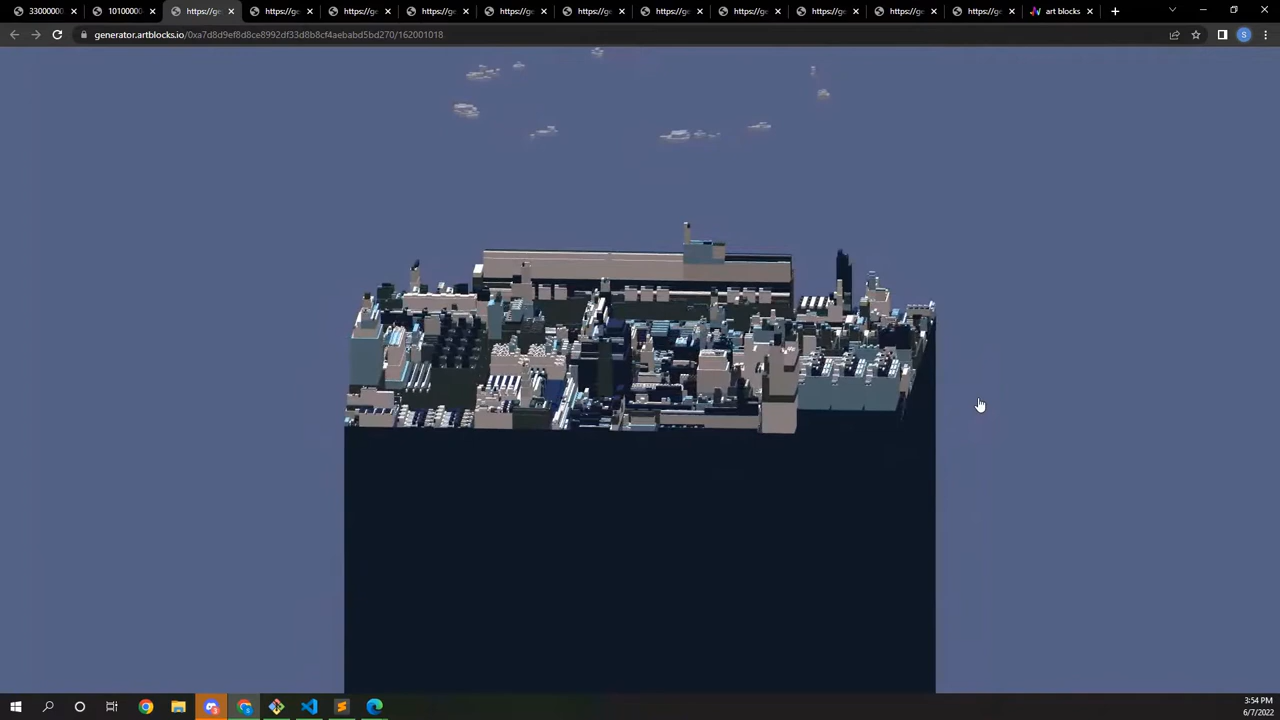 33000000
10100000
https://ge
https://ge
https://ge
https://ge
https://ge
https://ge
https://ge
https://ge
https://ge
https://ge
https://ge
art blocks
generator.artblocks.io/0xa7d8d9ef8d8ce8992df33d8b8cf4aebabd5bd270/162001018
S
3:54 PM
6/7/2022